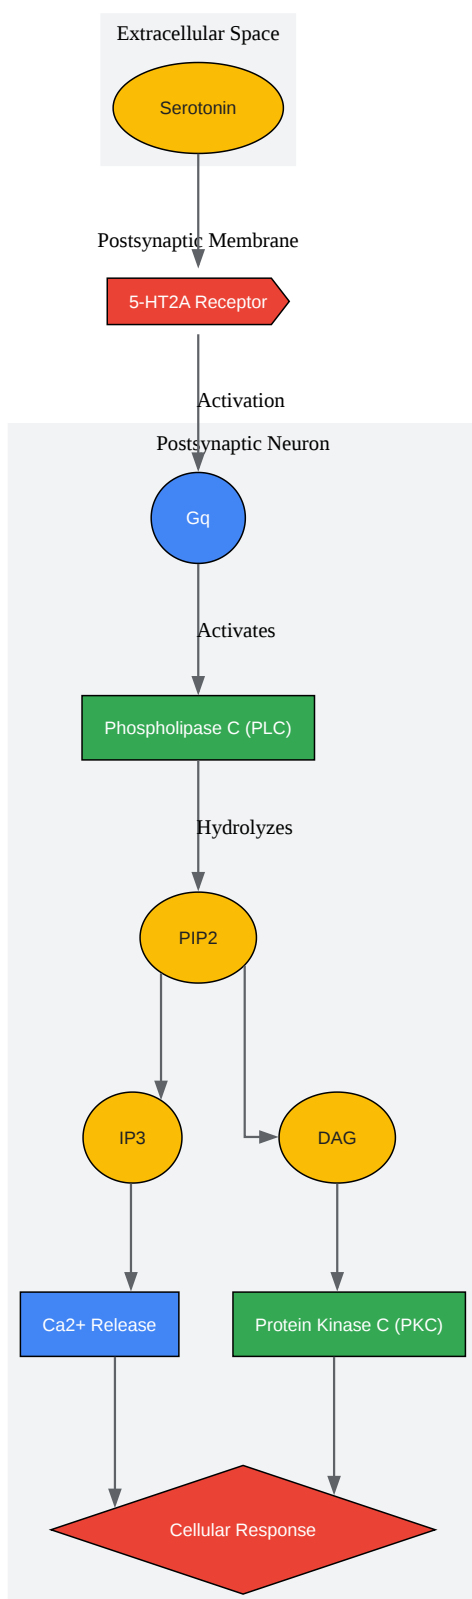 Extracellular Space
Serotonin
Postsynaptic Membrane
5-HT2A Receptor
Activation
Postsynaptic Neuron
Gq
Activates
Phospholipase C (PLC)
Hydrolyzes
PIP2
IP3
DAG
Ca2+ Release
Protein Kinase C (PKC)
Cellular Response